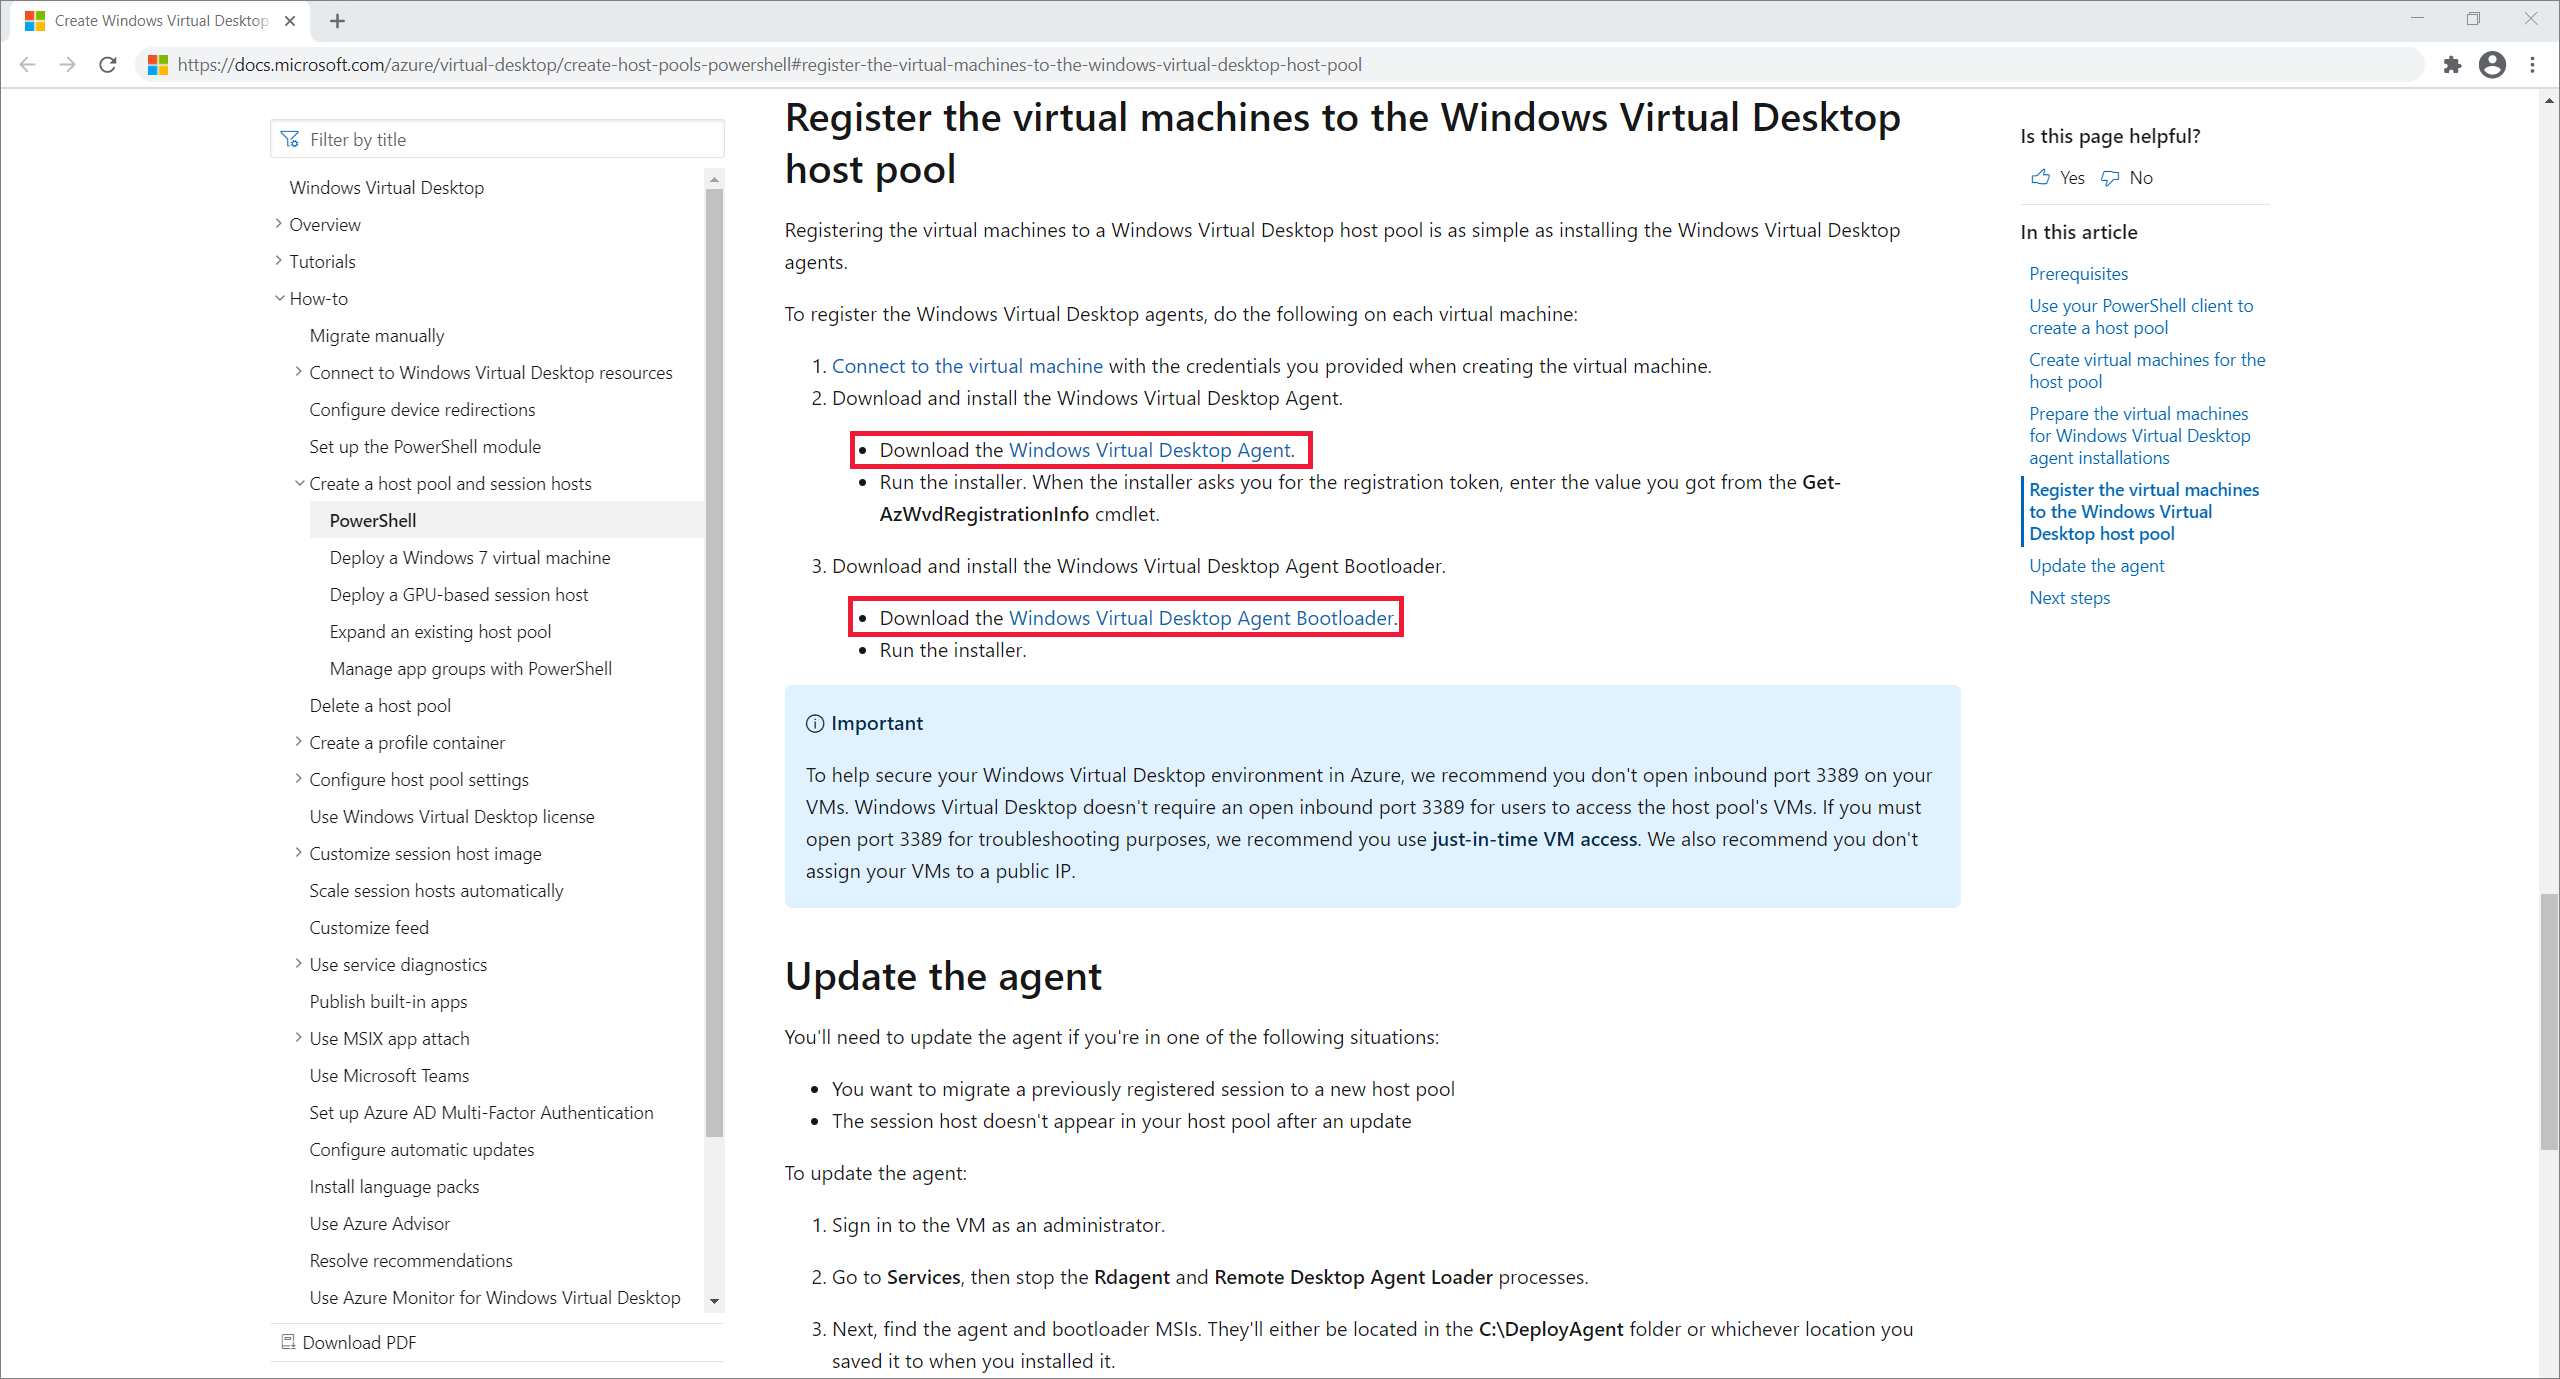 Create Windows Virtual Desktop
https://docs.microsoft.com/azure/virtual-desktop/create-host-pools-powershell#register-the-virtual-machines-to-the-windows-virtual-desktop-host-pool
Filter by title
Windows Virtual Desktop
Overview
Tutorials
How-to
Migrate manually
Connect to Windows Virtual Desktop resources
Configure device redirections
Set up the PowerShell module
Create a host pool and session hosts
PowerShell
Deploy a Windows 7 virtual machine
Deploy a GPU-based session host
Expand an existing host pool
Manage app groups with PowerShell
Delete a host pool
Create a profile container
Configure host pool settings
Use Windows Virtual Desktop license
Customize session host image
Scale session hosts automatically
Customize feed
Use service diagnostics
Publish built-in apps
Use MSIX app attach
Use Microsoft Teams
Set up Azure AD Multi-Factor Authentication
Configure automatic updates
Install language packs
Use Azure Advisor
Resolve recommendations
Use Azure Monitor for Windows Virtual Desktop
Download PDF
Register the virtual machines to the Windows Virtual Desktop
host pool
Registering the virtual machines to a Windows Virtual Desktop host pool is as simple as installing the Windows Virtual Desktop
agents.
To register the Windows Virtual Desktop agents, do the following on each virtual machine:
1. Connect to the virtual machine with the credentials you provided when creating the virtual machine.
2. Download and install the Windows Virtual Desktop Agent.
• Download the Windows Virtual Desktop Agent.
• Run the installer. When the installer asks you for the registration token, enter the value you got from the Get-
AzWvdRegistrationInfo cmdlet.
3. Download and install the Windows Virtual Desktop Agent Bootloader.
• Download the Windows Virtual Desktop Agent Bootloader.
• Run the installer.
Important
To help secure your Windows Virtual Desktop environment in Azure, we recommend you don't open inbound port 3389 on your
VMs. Windows Virtual Desktop doesn't require an open inbound port 3389 for users to access the host pool's VMs. If you must
open port 3389 for troubleshooting purposes, we recommend you use just-in-time VM access. We also recommend you don't
assign your VMs to a public IP.
Update the agent
You'll need to update the agent if you're in one of the following situations:
• You want to migrate a previously registered session to a new host pool
• The session host doesn't appear in your host pool after an update
To update the agent:
1. Sign in to the VM as an administrator.
2. Go to Services, then stop the Rdagent and Remote Desktop Agent Loader processes.
3. Next, find the agent and bootloader MSIs. They'll either be located in the C:\DeployAgent folder or whichever location you
saved it to when you installed it.
Is this page helpful?
Yes No
In this article
Prerequisites
Use your PowerShell client to
create a host pool
Create virtual machines for the
host pool
Prepare the virtual machines
for Windows Virtual Desktop
agent installations
Register the virtual machines
to the Windows Virtual
Desktop host pool
Update the agent
Next steps